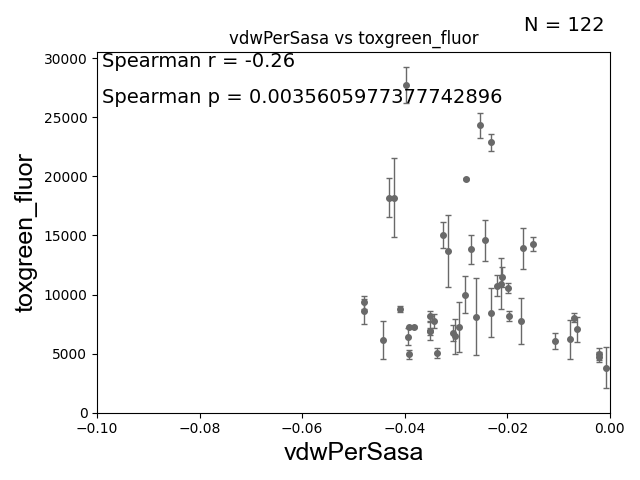 N = 122
vdwPerSasa vs toxgreen_fluor
Spearman r = -0.26
Spearman p = 0.0035605977377742896
30000
25000
20000
15000
10000
5000
0
toxgreen_fluor
−0.10 −0.08 −0.06 −0.04 −0.02 0.00
vdwPerSasa